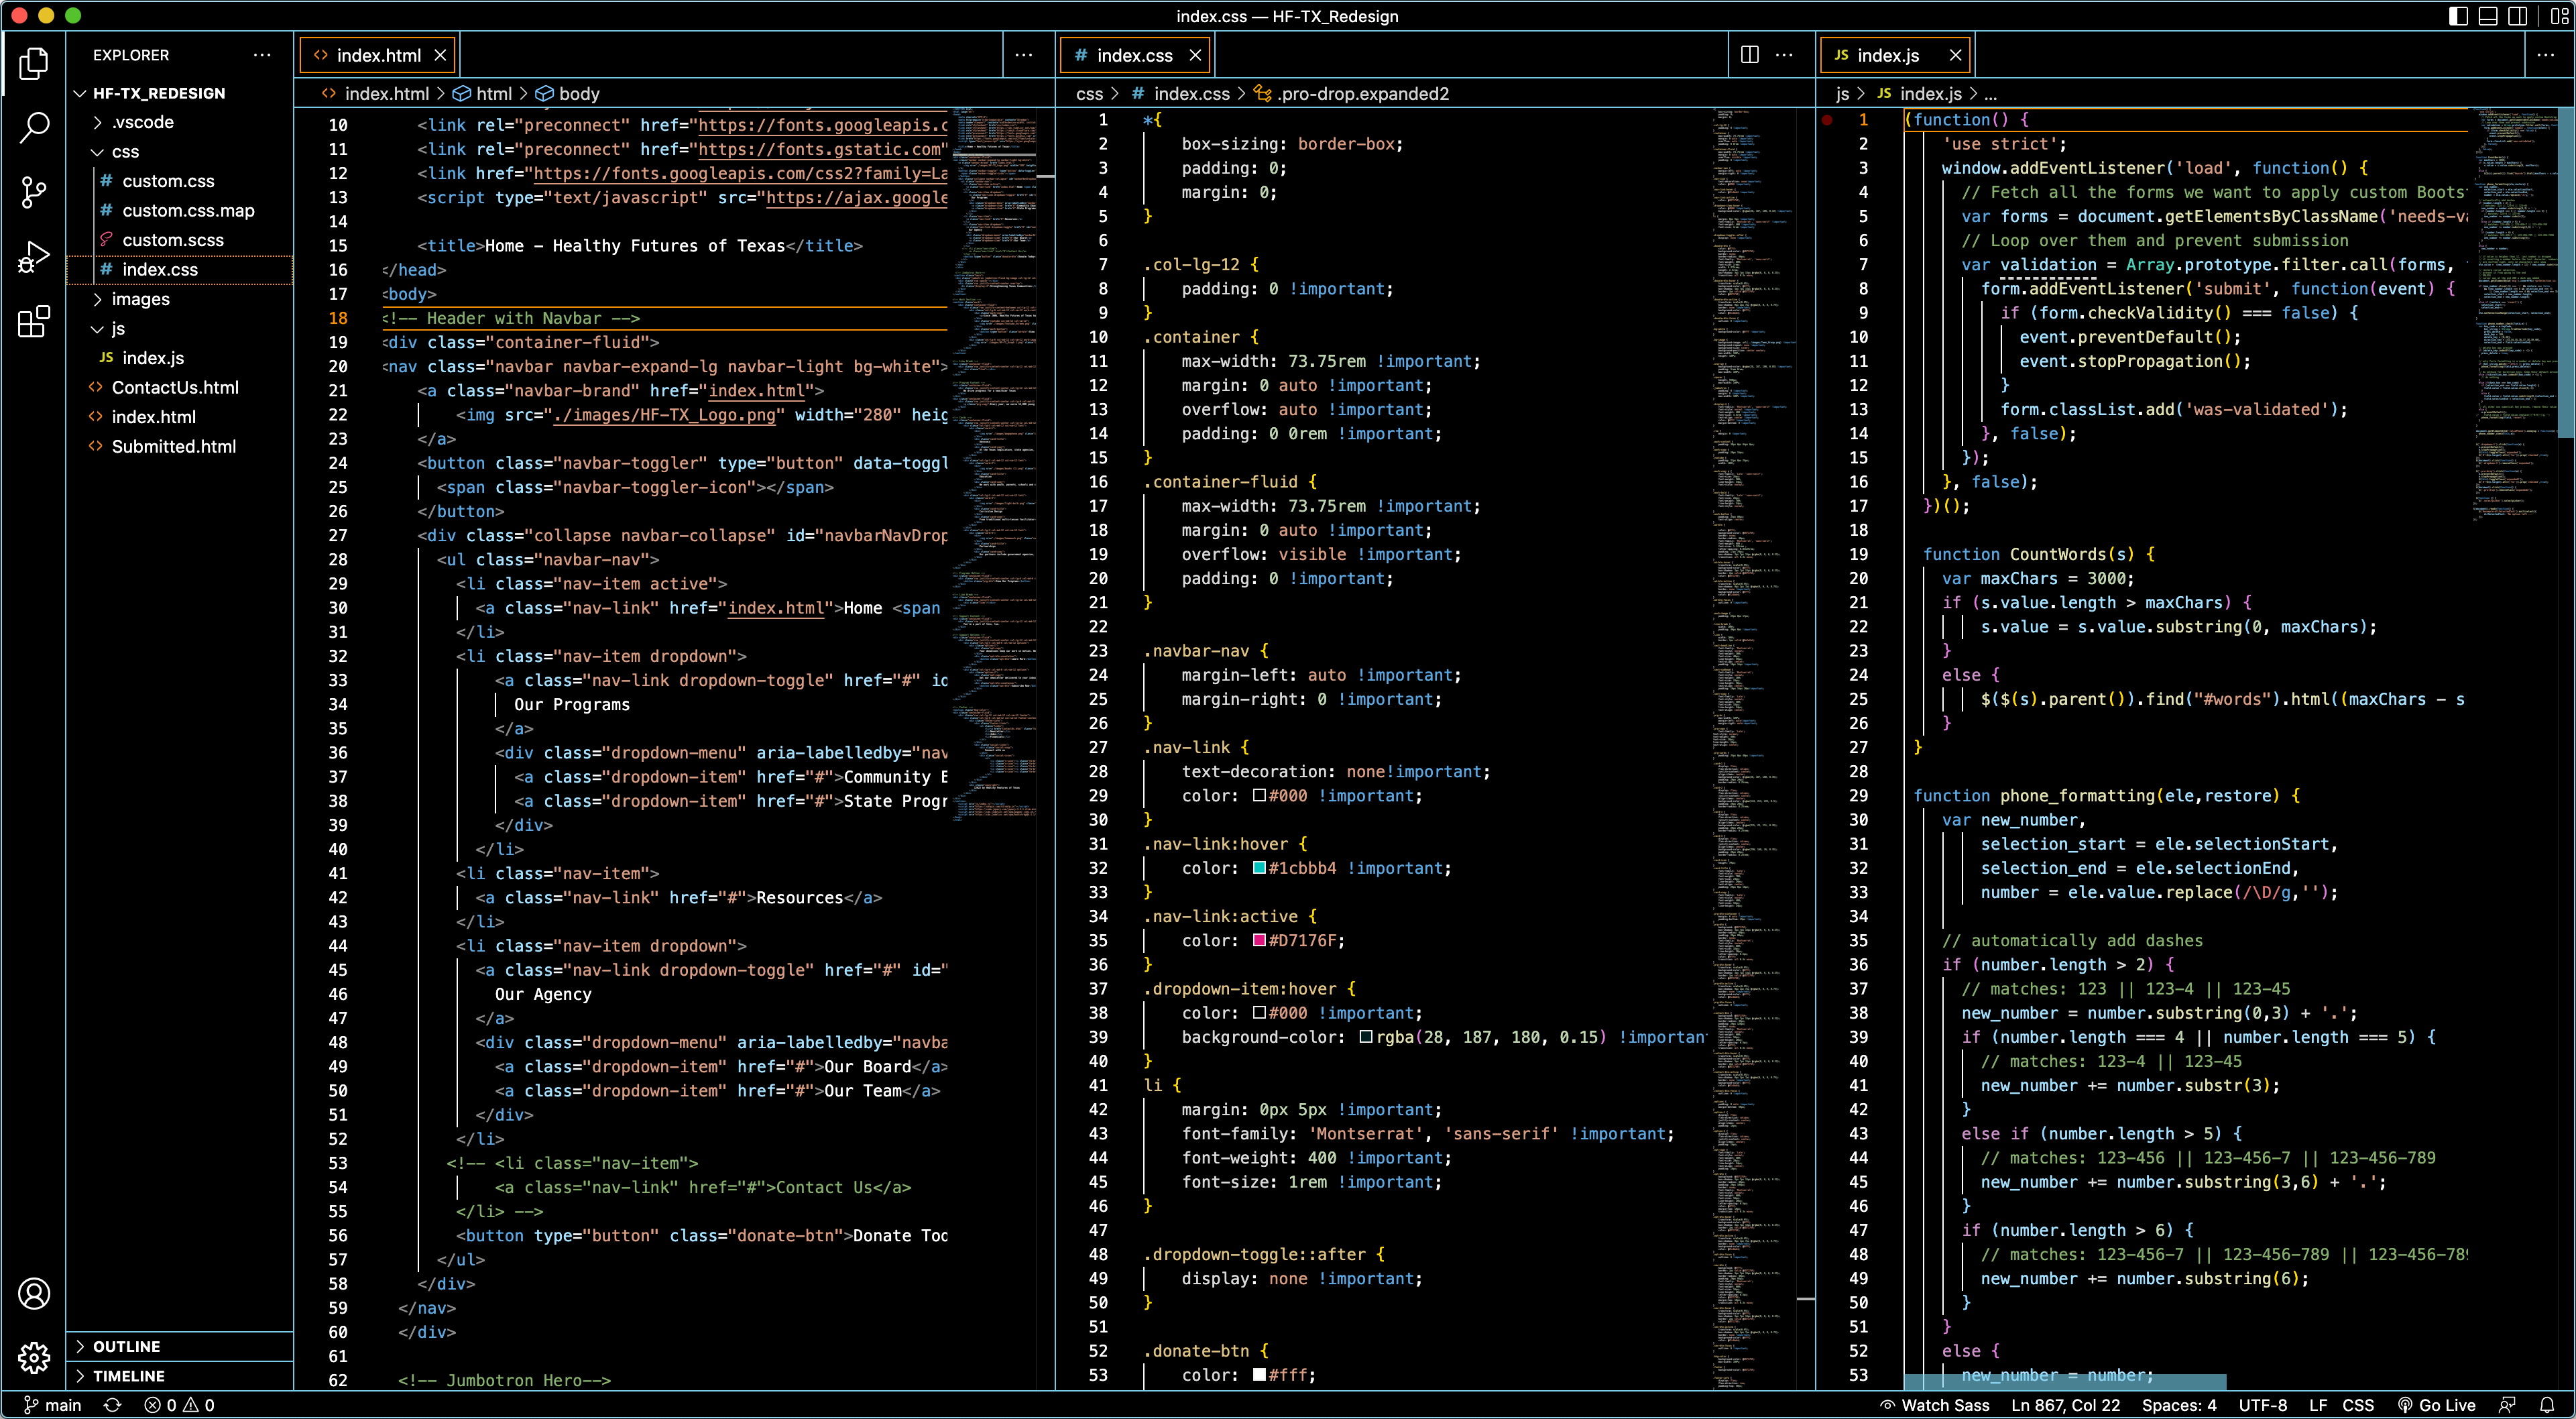 index.css — HF-TX_Redesign
EXPLORER
HF-TX_REDESIGN
.vscode
css
# custom.css
# custom.css.map
custom.scss
# index.css
images
js
JS index.js
<> ContactUs.html
<> index.html
<> Submitted.html
OUTLINE
TIMELINE
<> index.html
<> index.html > html > body
10 <link rel="preconnect" href="https://fonts.googleapis.c
11 <link rel="preconnect" href="https://fonts.gstatic.com"
12 <link href="https://fonts.googleapis.com/css2?family=La
13 <script type="text/javascript" src="https://ajax.google
14
15 <title>Home – Healthy Futures of Texas</title>
16 </head>
17 <body>
18 <!-- Header with Navbar -->
19 <div class="container-fluid">
20 <nav class="navbar navbar-expand-lg navbar-light bg-white">
21 <a class="navbar-brand" href="index.html">
22 <img src="./images/HF-TX_Logo.png" width="280" heig
23 </a>
24 <button class="navbar-toggler" type="button" data-toggl
25 <span class="navbar-toggler-icon"></span>
26 </button>
27 <div class="collapse navbar-collapse" id="navbarNavDrop
28 <ul class="navbar-nav">
29 <li class="nav-item active">
30 <a class="nav-link" href="index.html">Home <span
31 </li>
32 <li class="nav-item dropdown">
33 <a class="nav-link dropdown-toggle" href="#" id
34 Our Programs
35 </a>
36 <div class="dropdown-menu" aria-labelledby="nav
37 <a class="dropdown-item" href="#">Community E
38 <a class="dropdown-item" href="#">State Progr
39 </div>
40 </li>
41 <li class="nav-item">
42 <a class="nav-link" href="#">Resources</a>
43 </li>
44 <li class="nav-item dropdown">
45 <a class="nav-link dropdown-toggle" href="#" id="
46 Our Agency
47 </a>
48 <div class="dropdown-menu" aria-labelledby="navba
49 <a class="dropdown-item" href="#">Our Board</a>
50 <a class="dropdown-item" href="#">Our Team</a>
51 </div>
52 </li>
53 <!-- <li class="nav-item">
54 <a class="nav-link" href="#">Contact Us</a>
55 </li> -->
56 <button type="button" class="donate-btn">Donate Toc
57 </ul>
58 </div>
59 </nav>
60 </div>
61
62 <!-- Jumbotron Hero-->
# index.css
css > # index.css > .pro-drop.expanded2
1 *{
2 box-sizing: border-box;
3 padding: 0;
4 margin: 0;
5 }
6
7 .col-lg-12 {
8 padding: 0 !important;
9 }
10 .container {
11 max-width: 73.75rem !important;
12 margin: 0 auto !important;
13 overflow: auto !important;
14 padding: 0 0rem !important;
15 }
16 .container-fluid {
17 max-width: 73.75rem !important;
18 margin: 0 auto !important;
19 overflow: visible !important;
20 padding: 0 !important;
21 }
22
23 .navbar-nav {
24 margin-left: auto !important;
25 margin-right: 0 !important;
26 }
27 .nav-link {
28 text-decoration: none!important;
29 color: #000 !important;
30 }
31 .nav-link:hover {
32 color: #1cbbb4 !important;
33 }
34 .nav-link:active {
35 color: #D7176F;
36 }
37 .dropdown-item:hover {
38 color: #000 !important;
39 background-color: rgba(28, 187, 180, 0.15) !importan
40 }
41 li {
42 margin: 0px 5px !important;
43 font-family: 'Montserrat', 'sans-serif' !important;
44 font-weight: 400 !important;
45 font-size: 1rem !important;
46 }
47
48 .dropdown-toggle::after {
49 display: none !important;
50 }
51
52 .donate-btn {
53 color: #fff;
JS index.js
js > JS index.js > ...
1 (function() {
2 'use strict';
3 window.addEventListener('load', function() {
4 // Fetch all the forms we want to apply custom Boots
5 var forms = document.getElementsByClassName('needs-va
6 // Loop over them and prevent submission
7 var validation = Array.prototype.filter.call(forms,
8 form.addEventListener('submit', function(event) {
9 if (form.checkValidity() === false) {
10 event.preventDefault();
11 event.stopPropagation();
12 }
13 form.classList.add('was-validated');
14 }, false);
15 });
16 }, false);
17 })();
18
19 function CountWords(s) {
20 var maxChars = 3000;
21 if (s.value.length > maxChars) {
22 s.value = s.value.substring(0, maxChars);
23 }
24 else {
25 $($(s).parent()).find("#words").html((maxChars - s
26 }
27 }
28
29 function phone_formatting(ele,restore) {
30 var new_number,
31 selection_start = ele.selectionStart,
32 selection_end = ele.selectionEnd,
33 number = ele.value.replace(/\D/g,'');
34
35 // automatically add dashes
36 if (number.length > 2) {
37 // matches: 123 || 123-4 || 123-45
38 new_number = number.substring(0,3) + '.';
39 if (number.length === 4 || number.length === 5) {
40 // matches: 123-4 || 123-45
41 new_number += number.substr(3);
42 }
43 else if (number.length > 5) {
44 // matches: 123-456 || 123-456-7 || 123-456-789
45 new_number += number.substring(3,6) + '.';
46 }
47 if (number.length > 6) {
48 // matches: 123-456-7 || 123-456-789 || 123-456-789
49 new_number += number.substring(6);
50 }
51 }
52 else {
53 new_number = number;
main 0 0 Watch Sass Ln 867, Col 22 Spaces: 4 UTF-8 LF CSS Go Live